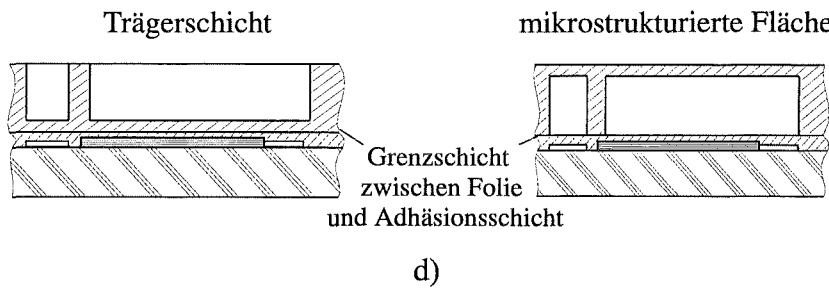 Trägerschicht
mikrostrukturierte Fläche
Grenzschicht
zwischen Folie
und Adhäsionsschicht
d)